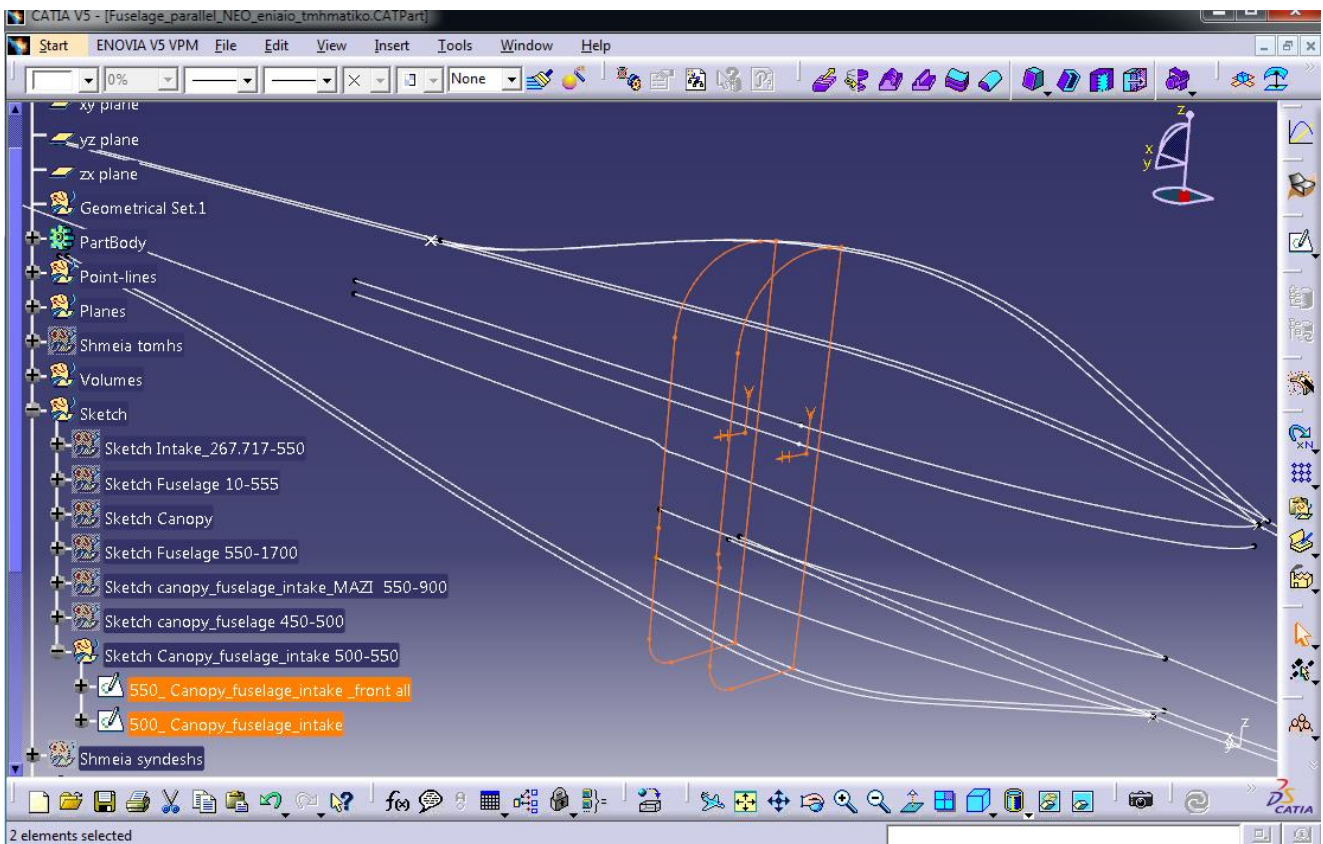 CATIA V5 - [Fuselage_parallel_NEO_eniaio_tmhmatiko.CATPart]
Start ENOVIA V5 VPM File Edit View Insert Tools Window Help
0% None
xy plane
yz plane
zx plane
Geometrical Set.1
PartBody
Point-lines
Planes
Shmeia tomhs
Volumes
Sketch
Sketch Intake_267.717-550
Sketch Fuselage 10-555
Sketch Canopy
Sketch Fuselage 550-1700
Sketch canopy_fuselage_intake_MAZI 550-900
Sketch canopy_fuselage 450-500
Sketch Canopy_fuselage_intake 500-550
550_ Canopy_fuselage_intake _front all
500_ Canopy_fuselage_intake
Shmeia syndeshs
z
x
y
Y
H
Y
H
z
f(x)
DS
CATIA
2 elements selected